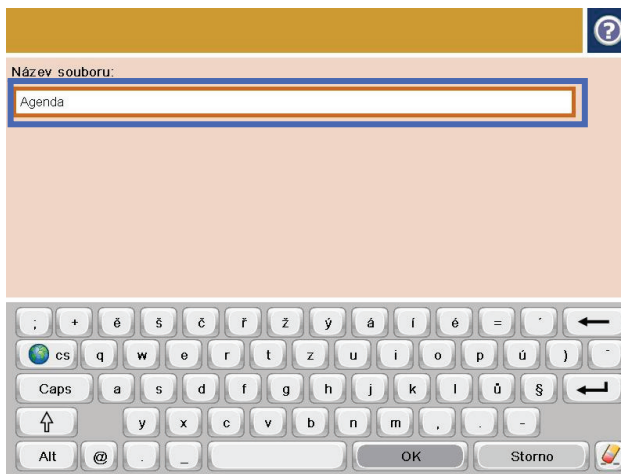 Název souboru:
Agenda
; + ě š č ř ž ý á í é = ´
cs q w e r t z u i o p ú ) ¨
Caps a s d f g h j k l ů §
y x c v b n m , . -
Alt @ . _ OK Storno